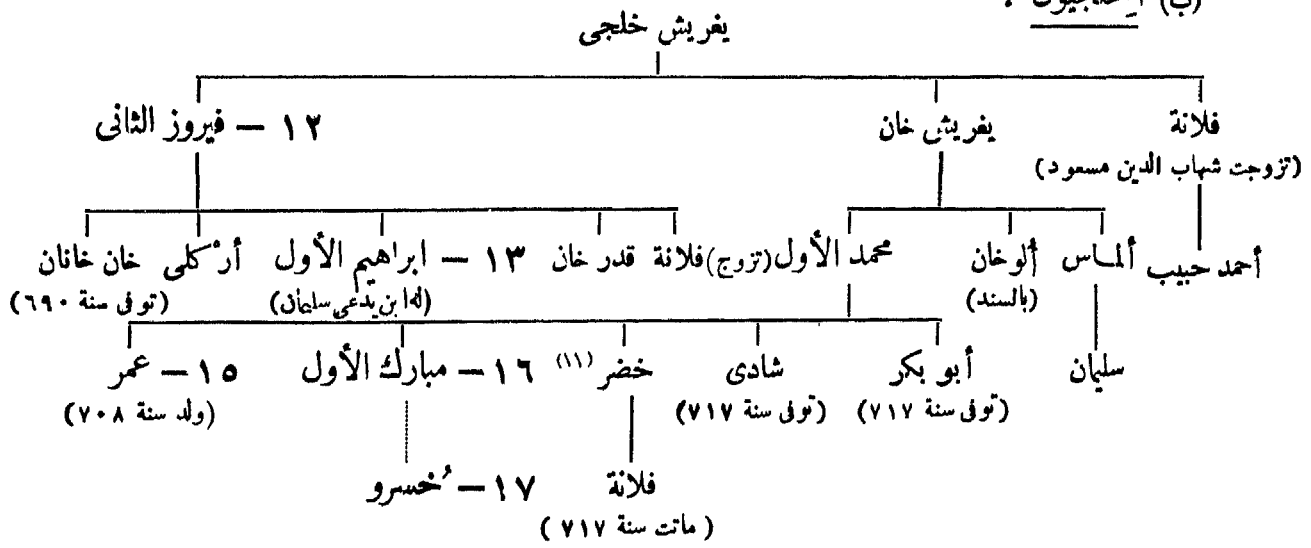 (ب) الخلجيون :
يغريش خلجى
فلانة يغريش خان ١٢ – فيروز الثانى
(تزوجت شهاب الدين مسعود)
أحمد حبيب ألماس ألوخان محمد الأول (تزوج) فلانة قدر خان ١٣ – ابراهيم الأول أركلى خان خانان
(بالسند) (له ابن يدعى سليمان) (توفى سنة ٦٩٠)
سليمان أبو بكر شادى خضر (١١) ١٦ – مبارك الأول ١٥ – عمر
(توفى سنة ٧١٧) (توفى سنة ٧١٧) (ولد سنة ٧٠٨)
فلانة ١٧ – خُسرو
(ماتت سنة ٧١٧)